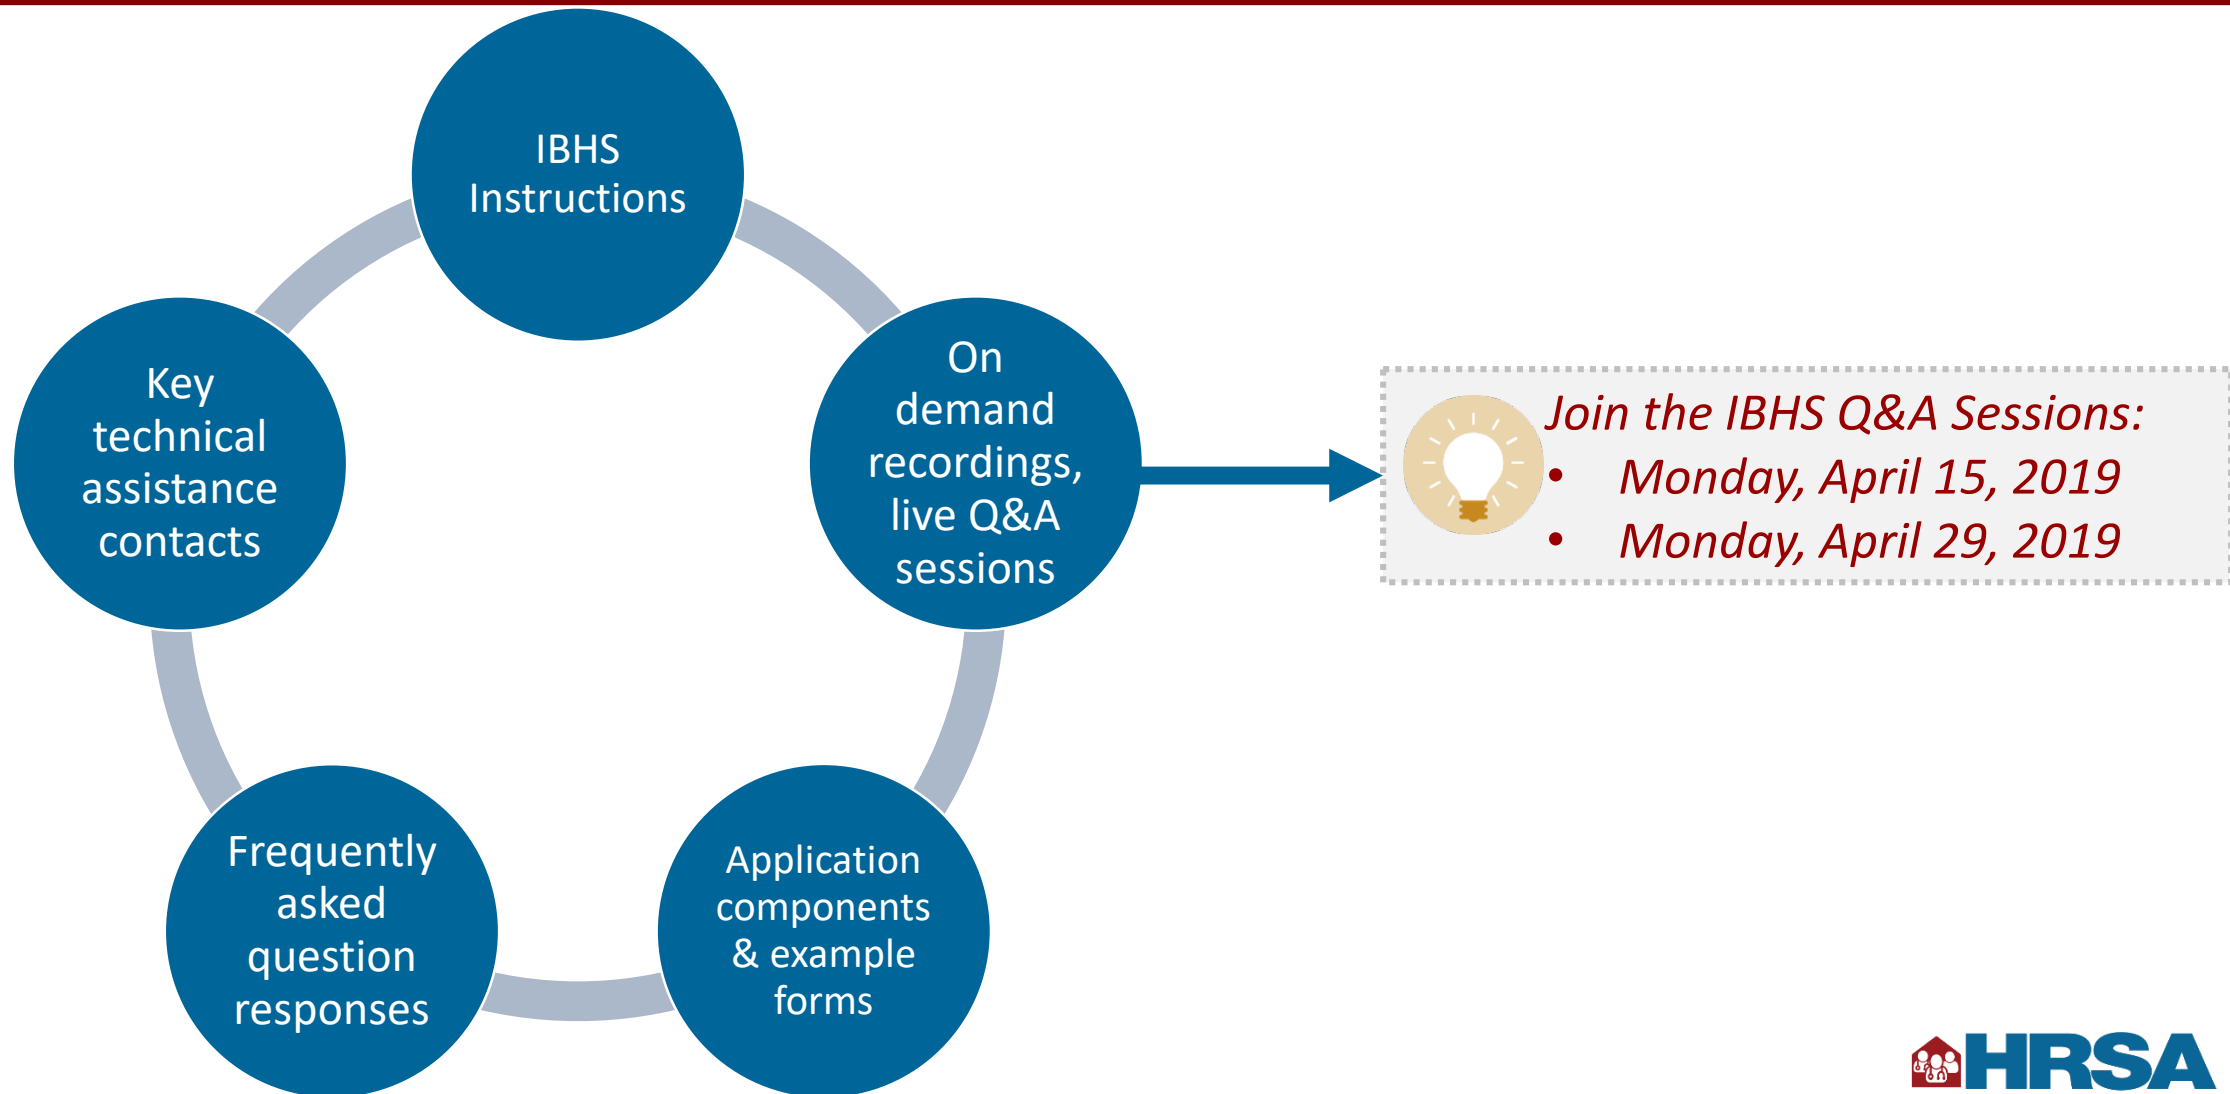 IBHS
Instructions
On
demand
recordings,
live Q&A
sessions
Application
components
& example
forms
Frequently
asked
question
responses
Key
technical
assistance
contacts
Join the IBHS Q&A Sessions:
• Monday, April 15, 2019
• Monday, April 29, 2019
HRSA